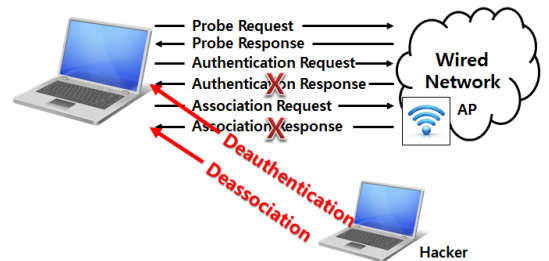 Probe Request
Probe Response
Authentication Request
Authentication Response
Association Request
Association Response
Wired
Network
AP
Deauthentication
Deassociation
Hacker